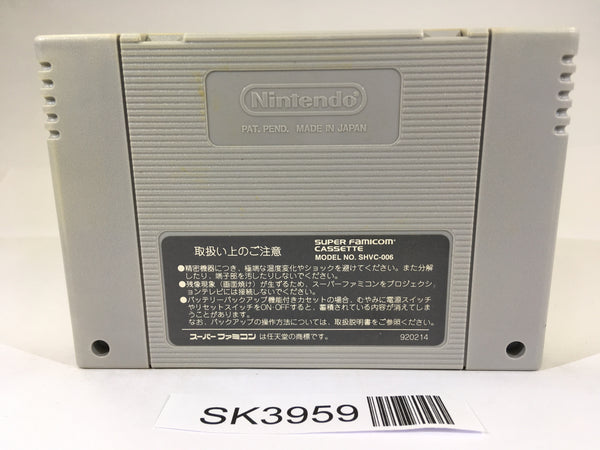 Nintendo
PAT. PEND. MADE IN JAPAN
取扱い上のご注意
SUPER FAMICOM
CASSETTE
MODEL NO. SHVC-006
●精密機器につき、極端な温度変化やショックを避けてください。また分解
したり、端子部を汚したりしないでください。
●残像現象（画面焼け）が生ずるため、スーパーファミコンをプロジェクシ
ョンテレビには接続しないでください。
●バッテリーバックアップ機能付きカセットの場合、むやみに電源スイッチ
やリセットスイッチをON・OFFすると、蓄積されている内容が消えてしま
うことがあります。
なお、バックアップの操作方法については、取扱説明書をご参照ください。
スーパーファミコン は任天堂の商標です。
920214
SK3959